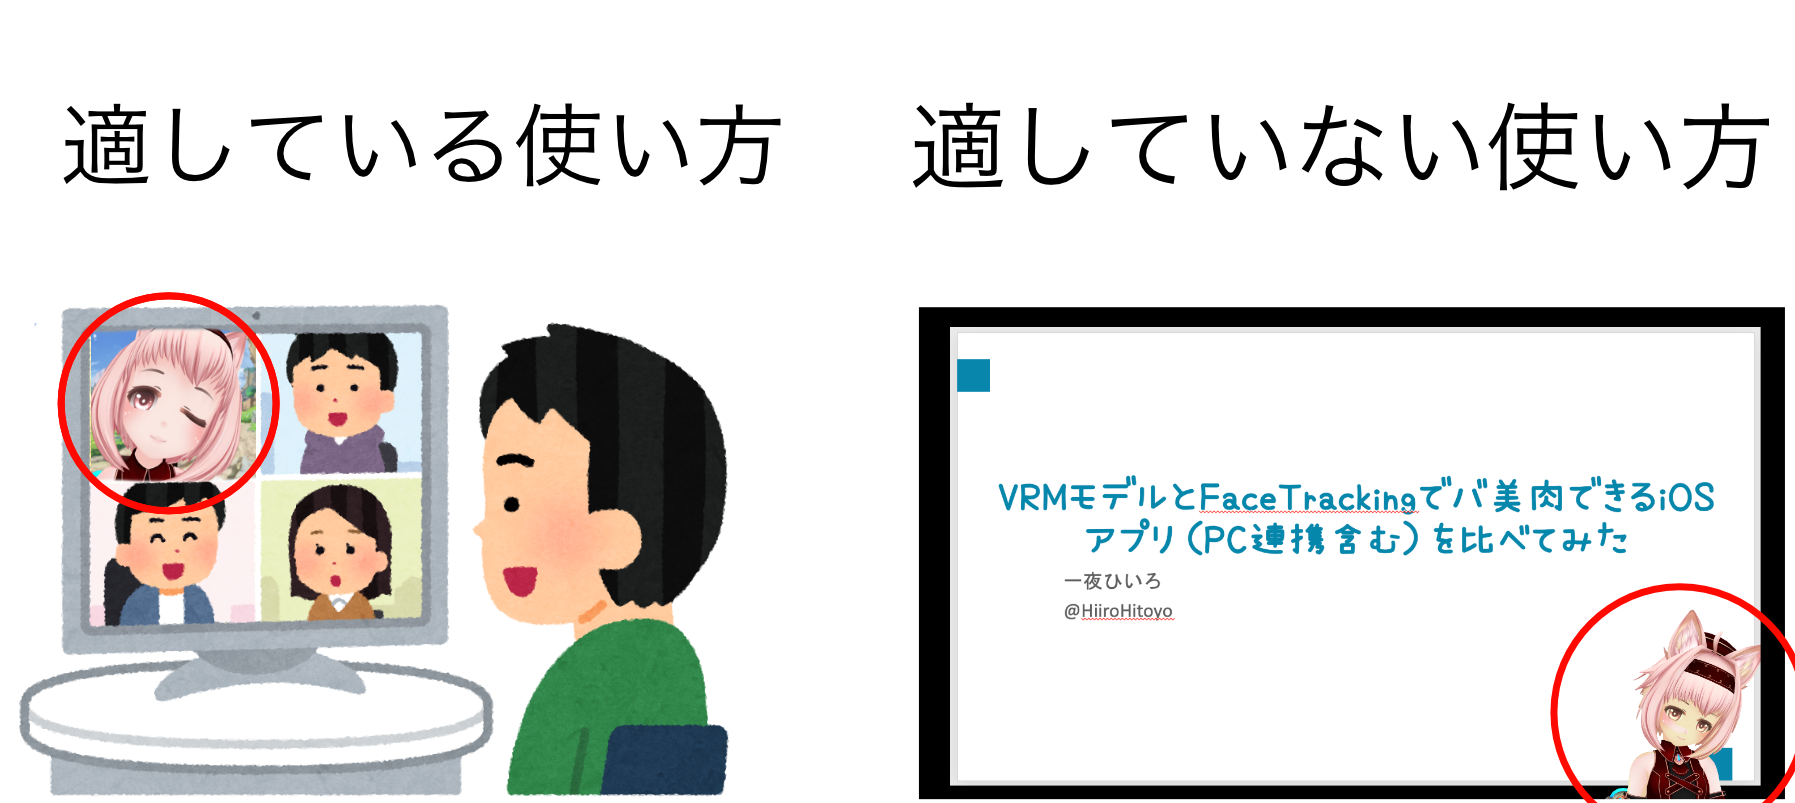 適している使い方
適していない使い方
VRMモデルとFaceTrackingでバ美肉できるiOS
アプリ（PC連携含む）を比べてみた
一夜ひいろ
@HiiroHitoyo